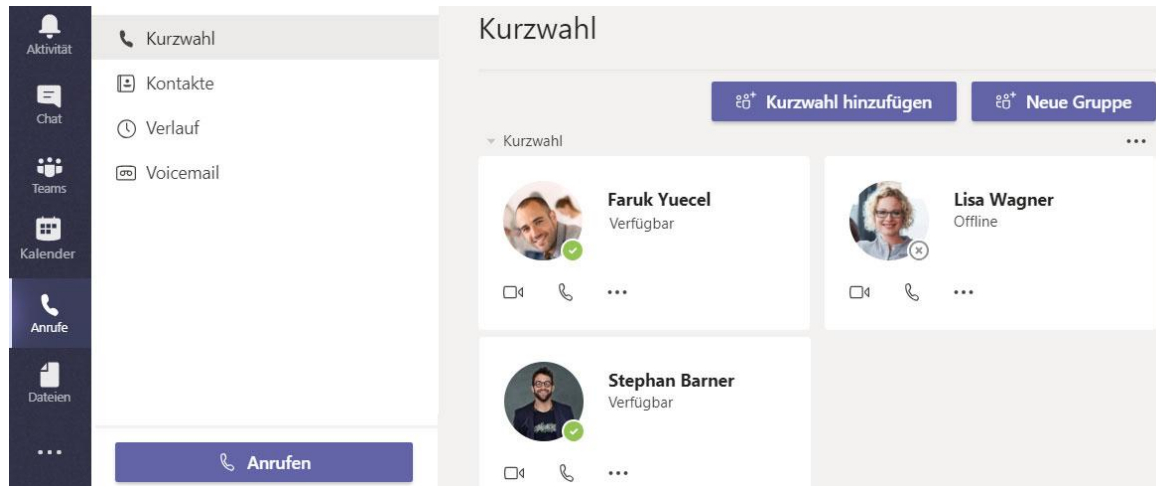 Aktivität
Chat
Teams
Kalender
Anrufe
Dateien
Kurzwahl
Kontakte
Verlauf
Voicemail
Anrufen
Kurzwahl
Kurzwahl hinzufügen
Neue Gruppe
Kurzwahl
Faruk Yuecel
Verfügbar
Lisa Wagner
Offline
Stephan Barner
Verfügbar